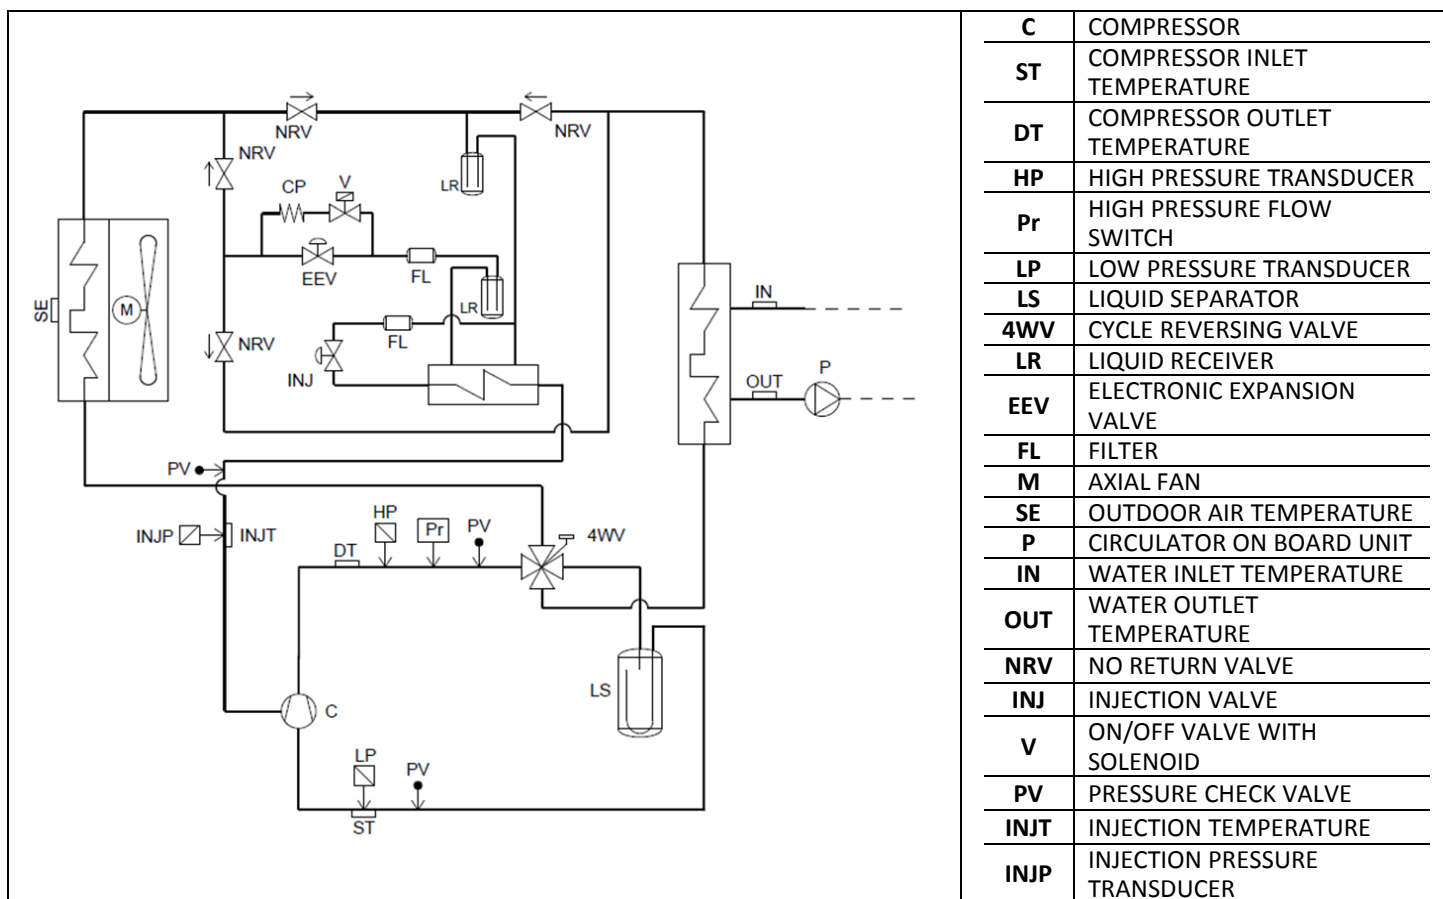 NRV
NRV
NRV
LR
CP
V
EEV
FL
LR
SE
M
NRV
FL
INJ
IN
OUT
P
PV
INJP
INJT
HP
Pr
PV
DT
4WV
LS
C
LP
PV
ST
C COMPRESSOR
ST COMPRESSOR INLET
TEMPERATURE
DT COMPRESSOR OUTLET
TEMPERATURE
HP HIGH PRESSURE TRANSDUCER
Pr HIGH PRESSURE FLOW
SWITCH
LP LOW PRESSURE TRANSDUCER
LS LIQUID SEPARATOR
4WV CYCLE REVERSING VALVE
LR LIQUID RECEIVER
EEV ELECTRONIC EXPANSION
VALVE
FL FILTER
M AXIAL FAN
SE OUTDOOR AIR TEMPERATURE
P CIRCULATOR ON BOARD UNIT
IN WATER INLET TEMPERATURE
OUT WATER OUTLET
TEMPERATURE
NRV NO RETURN VALVE
INJ INJECTION VALVE
V ON/OFF VALVE WITH
SOLENOID
PV PRESSURE CHECK VALVE
INJT INJECTION TEMPERATURE
INJP INJECTION PRESSURE
TRANSDUCER